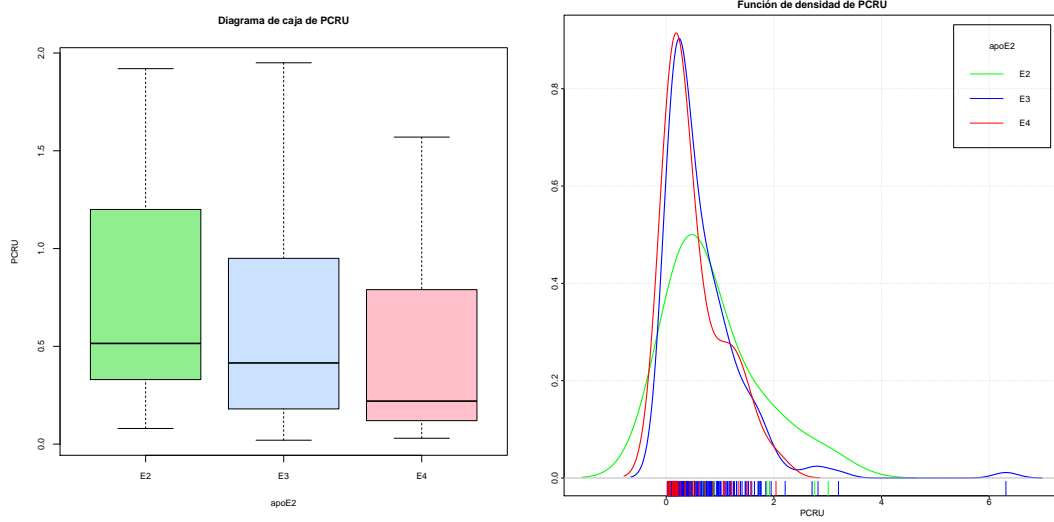 Diagrama de caja de PCRU
2.0
1.5
1.0
0.5
0.0
PCRU
E2
E3
E4
apoE2
Función de densidad de PCRU
apoE2
E2
E3
E4
0.8
0.6
0.4
0.2
0.0
0
2
4
6
PCRU